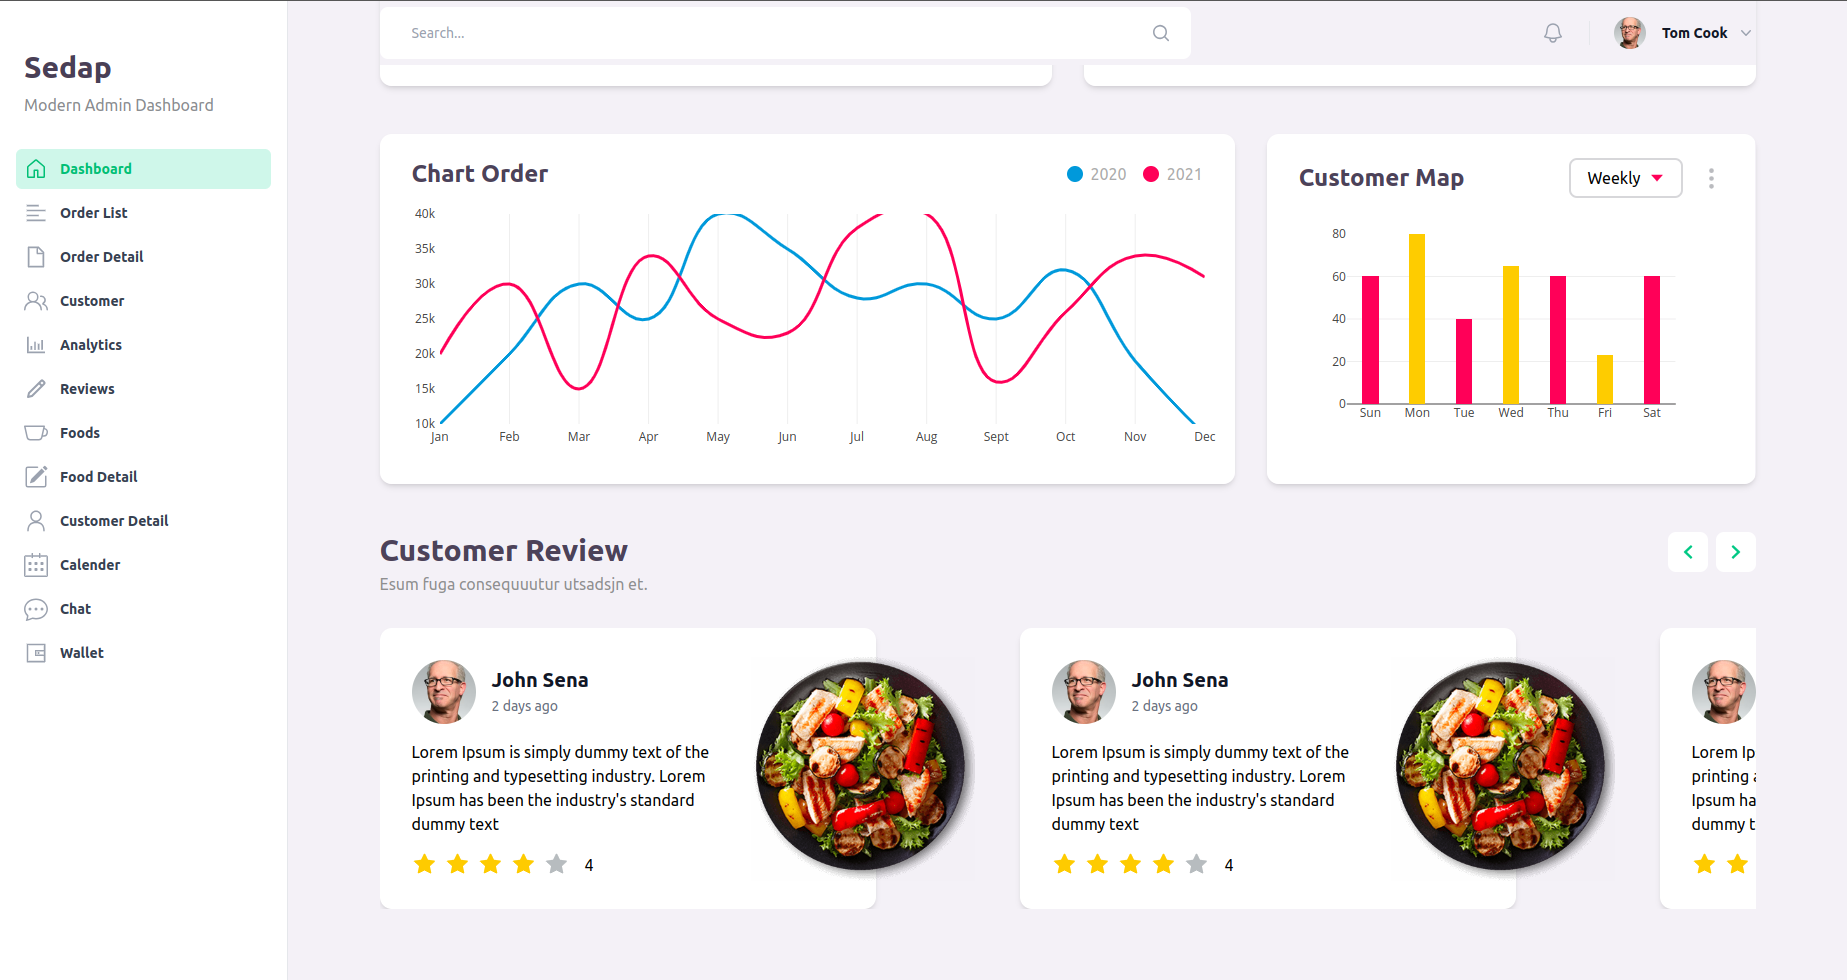 Sedap
Modern Admin Dashboard
Dashboard
Order List
Order Detail
Customer
Analytics
Reviews
Foods
Food Detail
Customer Detail
Calender
Chat
Wallet
Search...
Tom Cook
Chart Order
2020 2021
40k
35k
30k
25k
20k
15k
10k
Jan Feb Mar Apr May Jun Jul Aug Sept Oct Nov Dec
Customer Map
Weekly
80
60
40
20
0
Sun Mon Tue Wed Thu Fri Sat
Customer Review
Esum fuga consequuutur utsadsjn et.
John Sena
2 days ago
Lorem Ipsum is simply dummy text of the
printing and typesetting industry. Lorem
Ipsum has been the industry's standard
dummy text
4
John Sena
2 days ago
Lorem Ipsum is simply dummy text of the
printing and typesetting industry. Lorem
Ipsum has been the industry's standard
dummy text
4
Lorem Ip
printing
Ipsum ha
dummy t